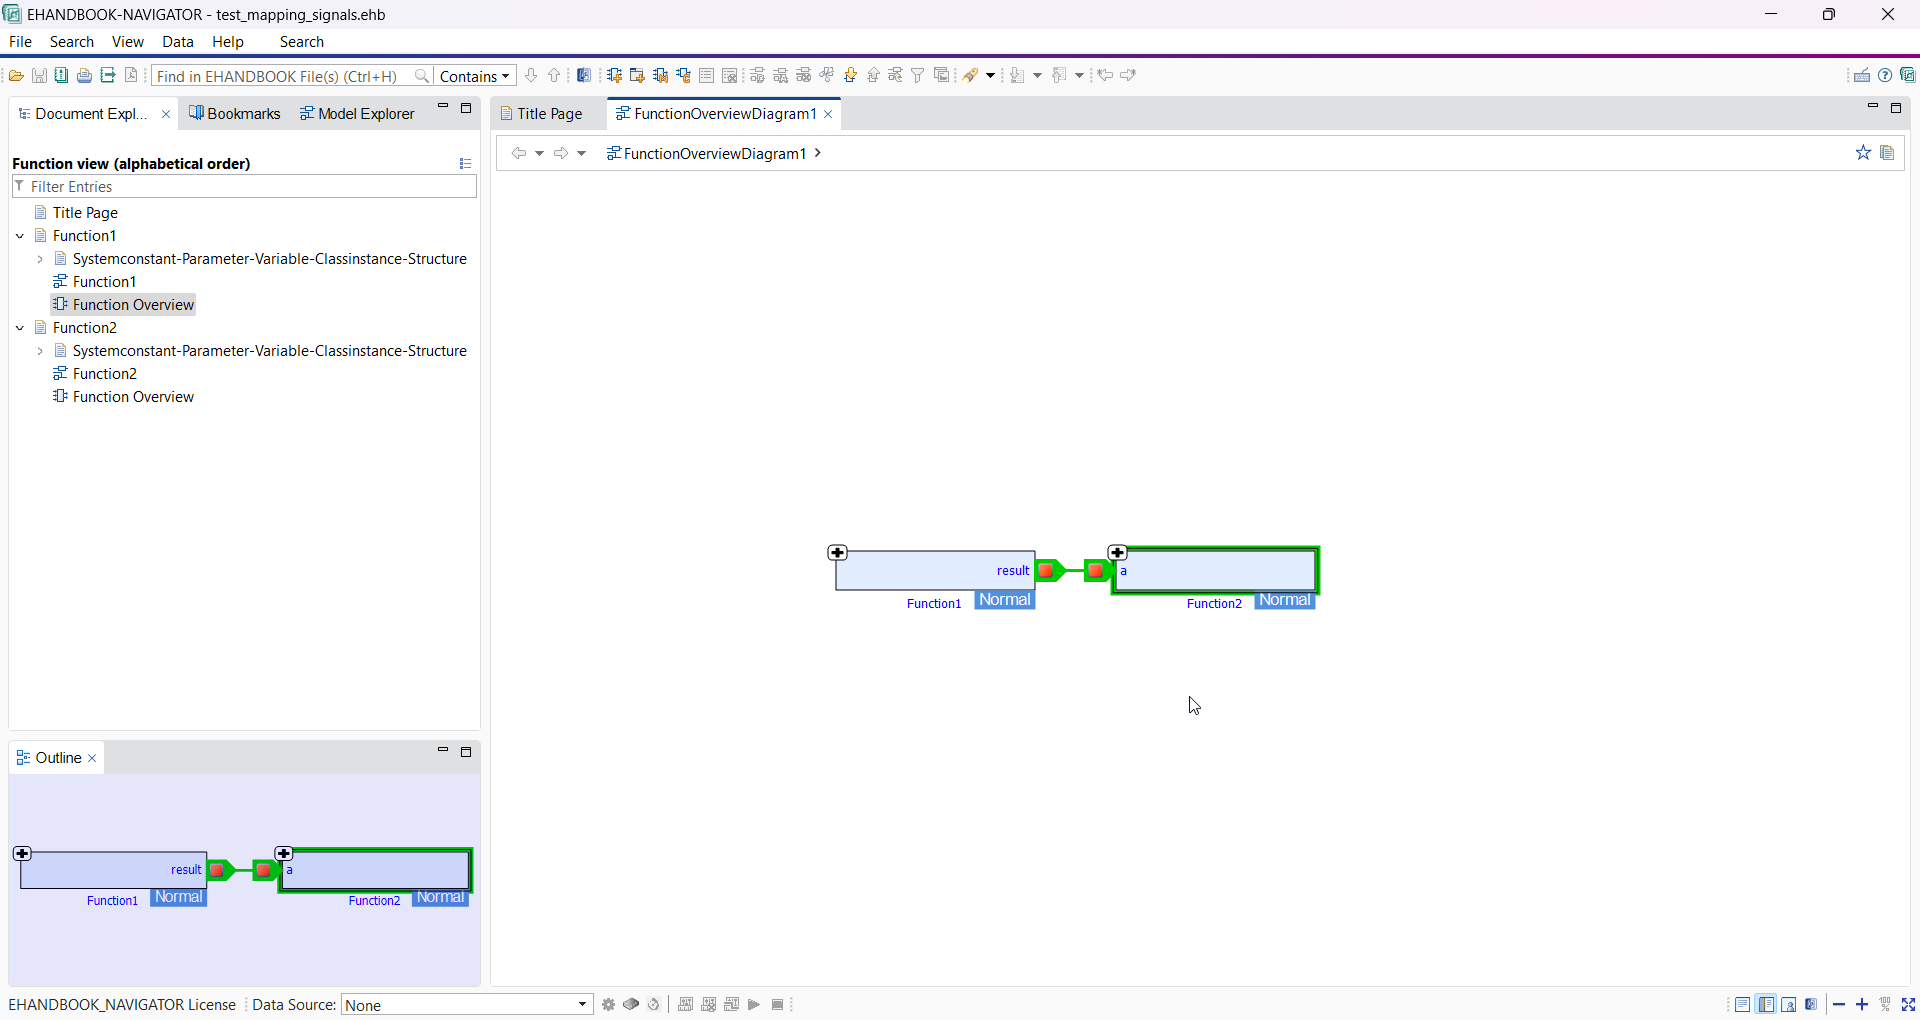 EHANDBOOK-NAVIGATOR - test_mapping_signals.ehb
File Search View Data Help Search
Find in EHANDBOOK File(s) (Ctrl+H) Contains
Document Expl... Bookmarks Model Explorer
Title Page FunctionOverviewDiagram1
FunctionOverviewDiagram1
Function view (alphabetical order)
Filter Entries
Title Page
Function1
Systemconstant-Parameter-Variable-Classinstance-Structure
Function1
Function Overview
Function2
Systemconstant-Parameter-Variable-Classinstance-Structure
Function2
Function Overview
result a
Function1 Normal Function2 Normal
Outline
result a
Function1 Normal Function2 Normal
EHANDBOOK_NAVIGATOR License Data Source: None